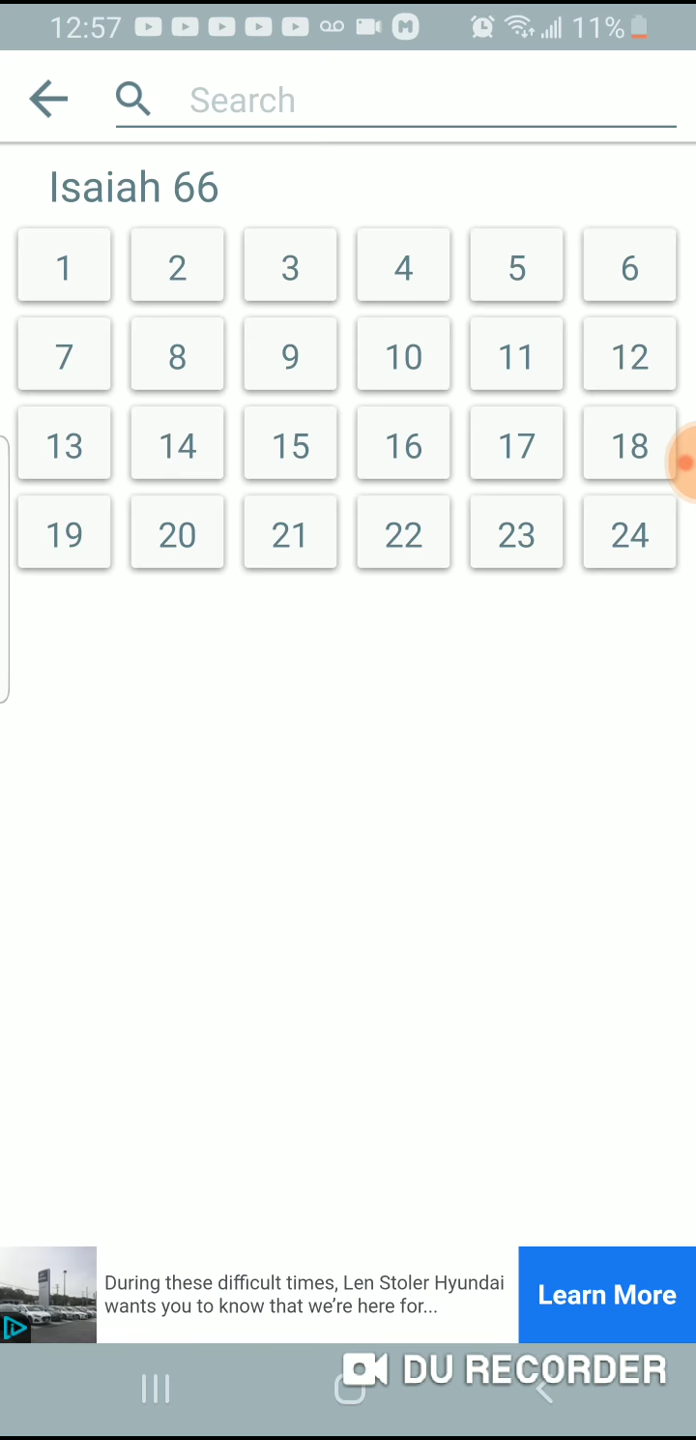 12:57
11%
Search
Isaiah 66
1 2 3 4 5 6
7 8 9 10 11 12
13 14 15 16 17 18
19 20 21 22 23 24
During these difficult times, Len Stoler Hyundai
wants you to know that we're here for...
Learn More
DU RECORDER